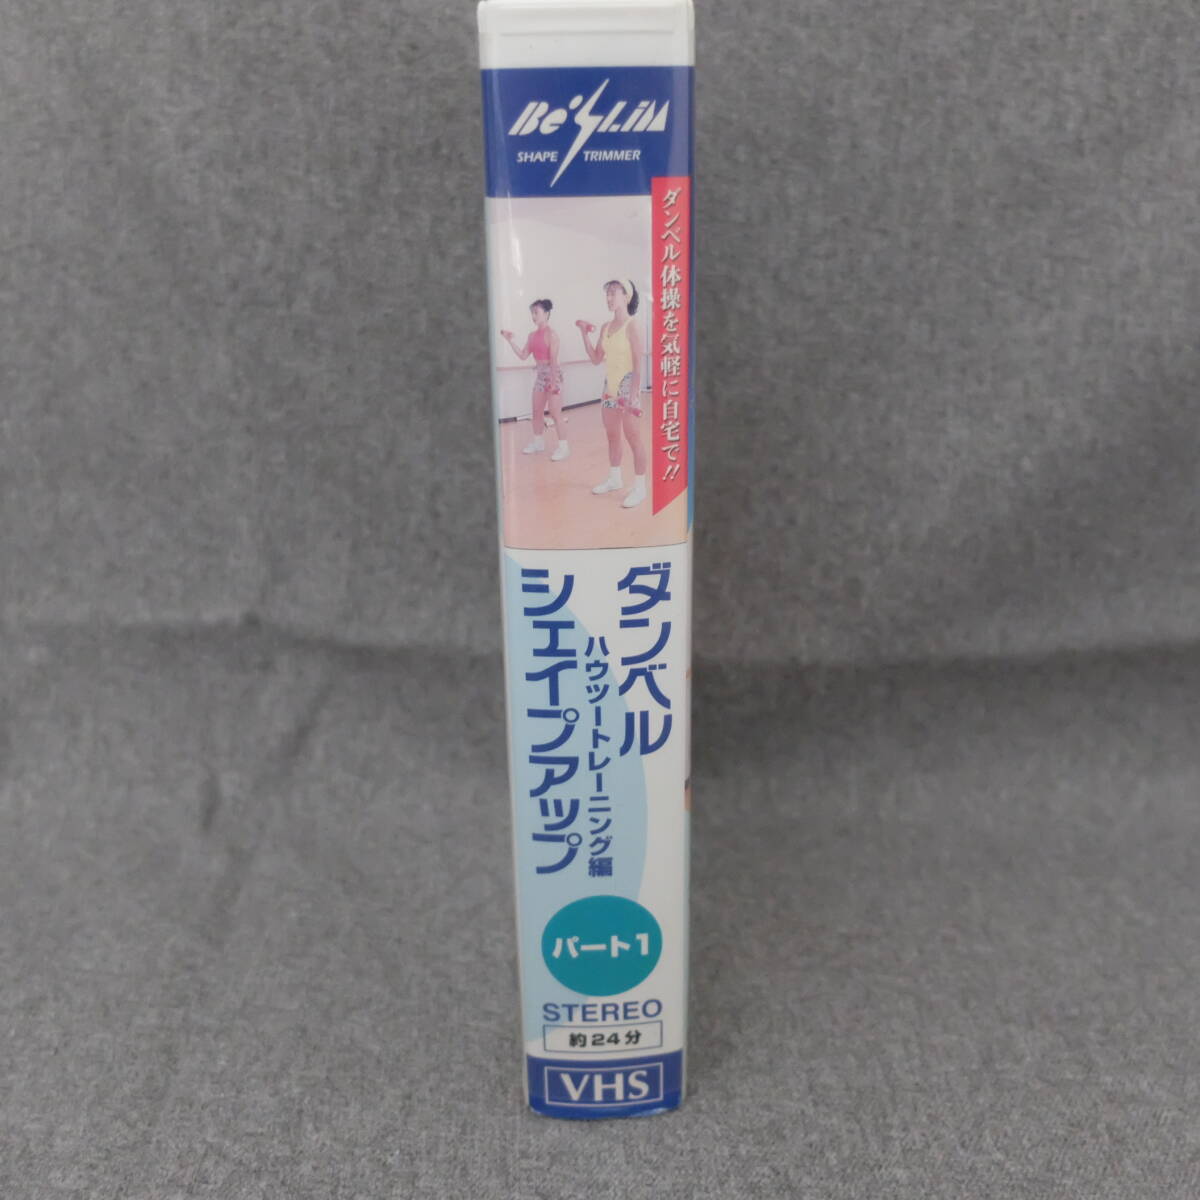 Be'SLiM
SHAPE TRIMMER
ダンベル体操を気軽に自宅で!!
ダンベル
シェイプアップ
ハウツートレーニング編
パート1
STEREO
約24分
VHS